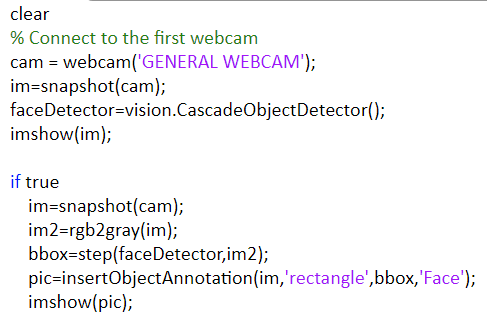 clear
% Connect to the first webcam
cam = webcam('GENERAL WEBCAM');
im=snapshot(cam);
faceDetector=vision.CascadeObjectDetector();
imshow(im);
if true
im=snapshot(cam);
im2=rgb2gray(im);
bbox=step(faceDetector,im2);
pic=insertObjectAnnotation(im,'rectangle',bbox,'Face');
imshow(pic);